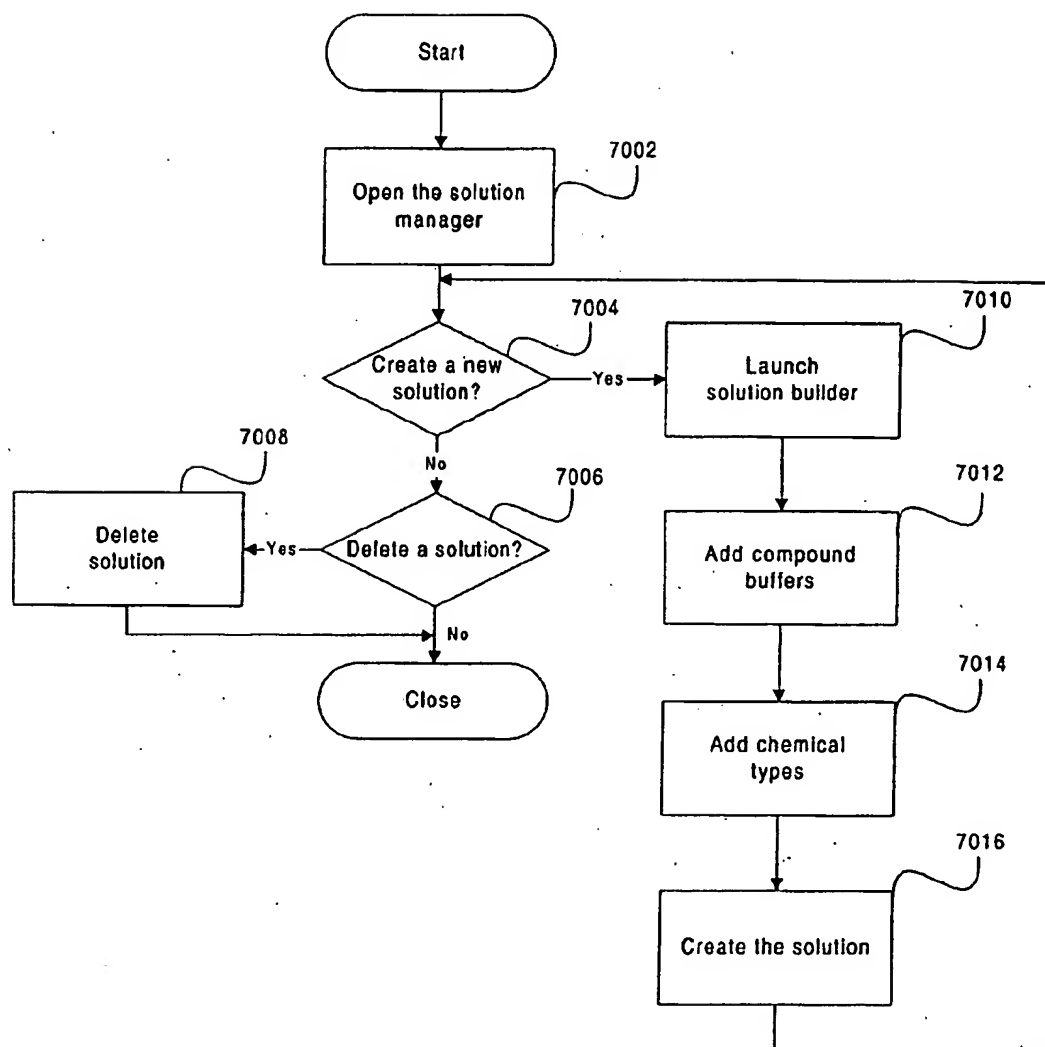 Start
7002
Open the solution
manager
7004
Create a new
solution?
Yes
7010
Launch
solution builder
No
7008
Delete
solution
7006
Delete a solution?
Yes
No
Close
7012
Add compound
buffers
7014
Add chemical
types
7016
Create the solution